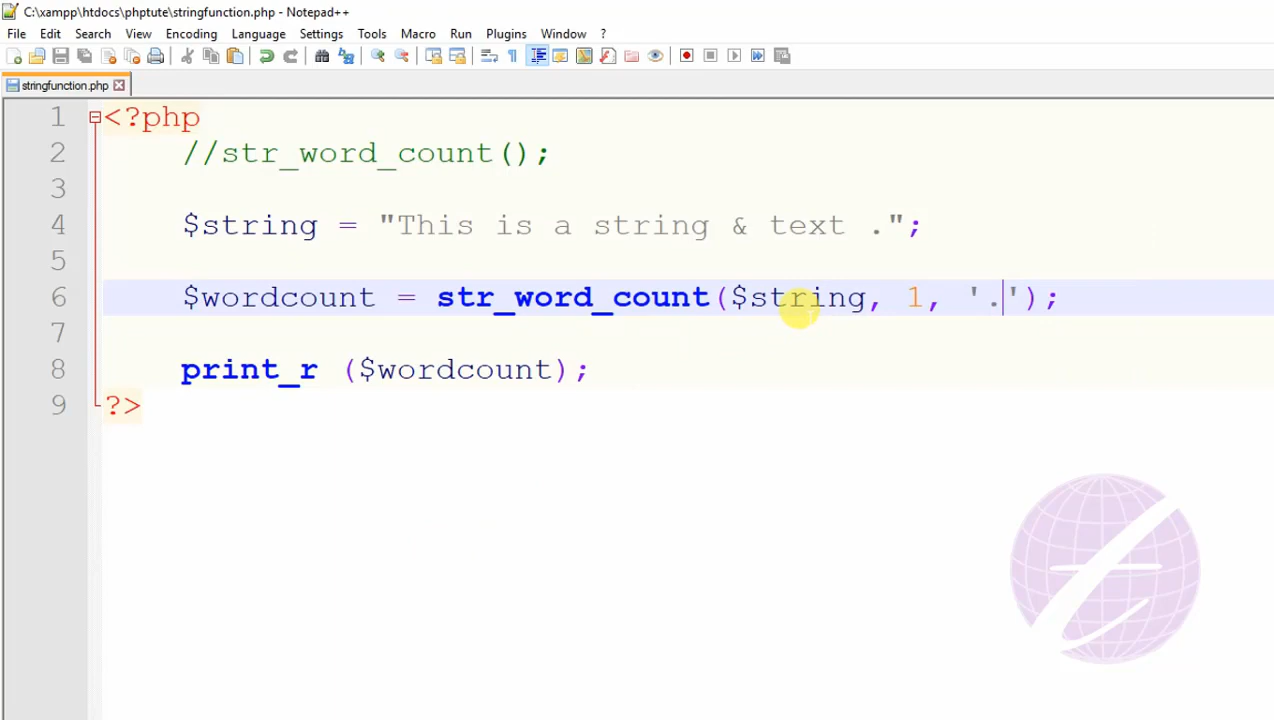 C:\xampp\htdocs\phptute\stringfunction.php - Notepad++
File Edit Search View Encoding Language Settings Tools Macro Run Plugins Window ?
stringfunction.php
1 <?php
2 //str_word_count();
3
4 $string = "This is a string & text .";
5
6 $wordcount = str_word_count($string, 1, '.');
7
8 print_r ($wordcount);
9 ?>